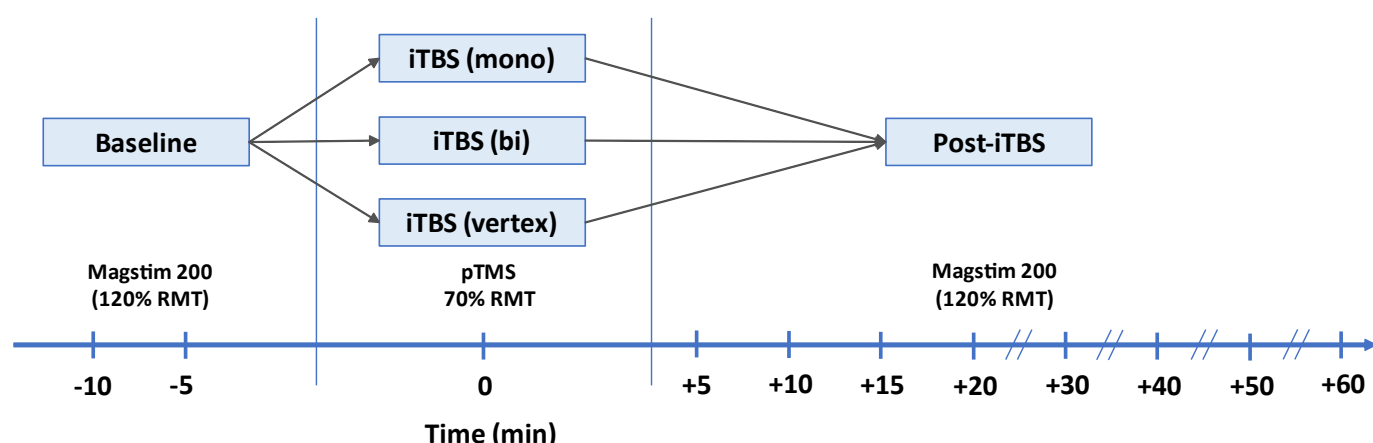 iTBS (mono)
Baseline
iTBS (bi)
Post-iTBS
iTBS (vertex)
Magstim 200
(120% RMT)
pTMS
70% RMT
Magstim 200
(120% RMT)
-10 -5 0 +5 +10 +15 +20 +30 +40 +50 +60
Time (min)